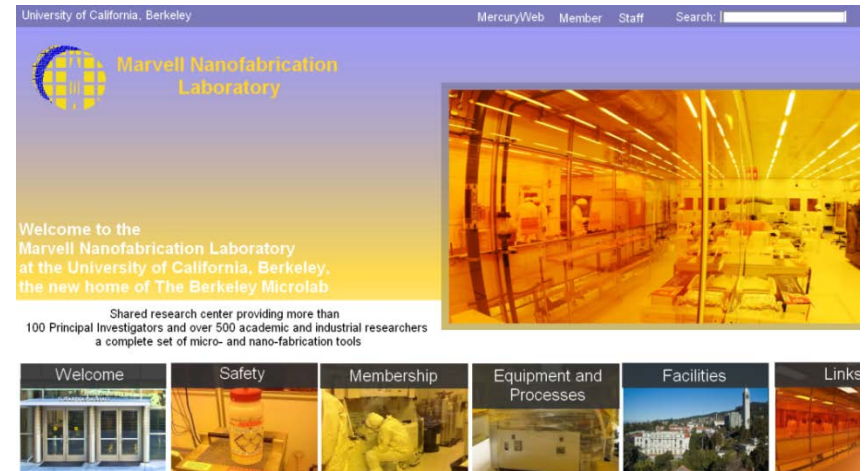 University of California, Berkeley
MercuryWeb Member Staff Search:
Marvell Nanofabrication
Laboratory
Welcome to the
Marvell Nanofabrication Laboratory
at the University of California, Berkeley,
the new home of The Berkeley Microlab
Shared research center providing more than
100 Principal Investigators and over 500 academic and industrial researchers
a complete set of micro- and nano-fabrication tools
Welcome
Safety
Membership
Equipment and
Processes
Facilities
Links